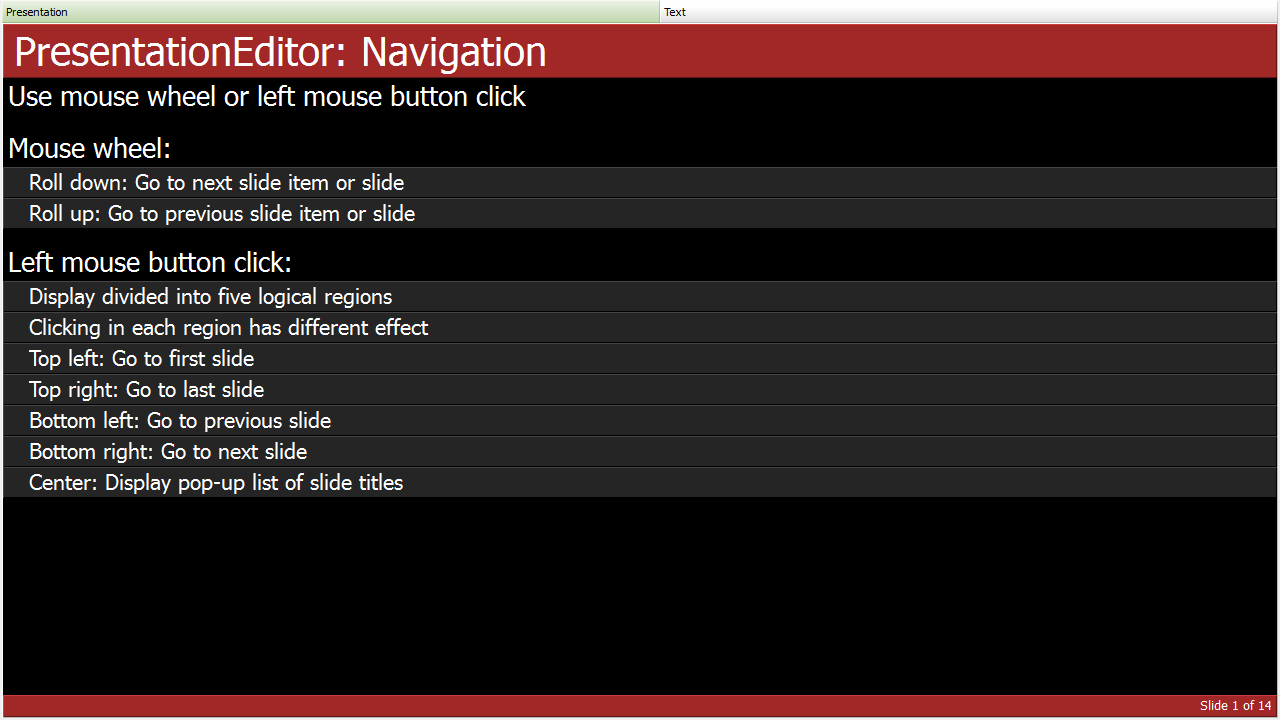 Presentation
Text
PresentationEditor: Navigation
Use mouse wheel or left mouse button click
Mouse wheel:
Roll down: Go to next slide item or slide
Roll up: Go to previous slide item or slide
Left mouse button click:
Display divided into five logical regions
Clicking in each region has different effect
Top left: Go to first slide
Top right: Go to last slide
Bottom left: Go to previous slide
Bottom right: Go to next slide
Center: Display pop-up list of slide titles
Slide 1 of 14